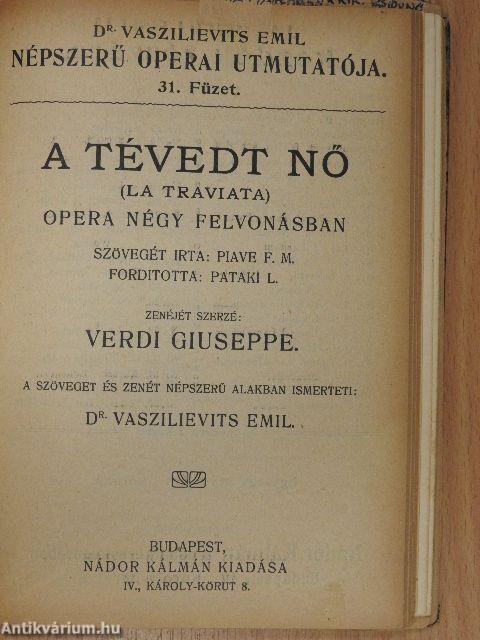 DR. VASZILIEVITS EMIL
NÉPSZERŰ OPERAI UTMUTATÓJA.
31. Füzet.
A TÉVEDT NŐ
(LA TRAVIATA)
OPERA NÉGY FELVONÁSBAN
SZÖVEGÉT IRTA: PIAVE F. M.
FORDITOTTA: PATAKI L.
ZENÉJÉT SZERZÉ:
VERDI GIUSEPPE.
A SZÖVEGET ÉS ZENÉT NÉPSZERŰ ALAKBAN ISMERTETI:
DR. VASZILIEVITS EMIL.
BUDAPEST,
NÁDOR KÁLMÁN KIADÁSA
IV., KÁROLY-KÖRUT 8.
Antikvárium.hu